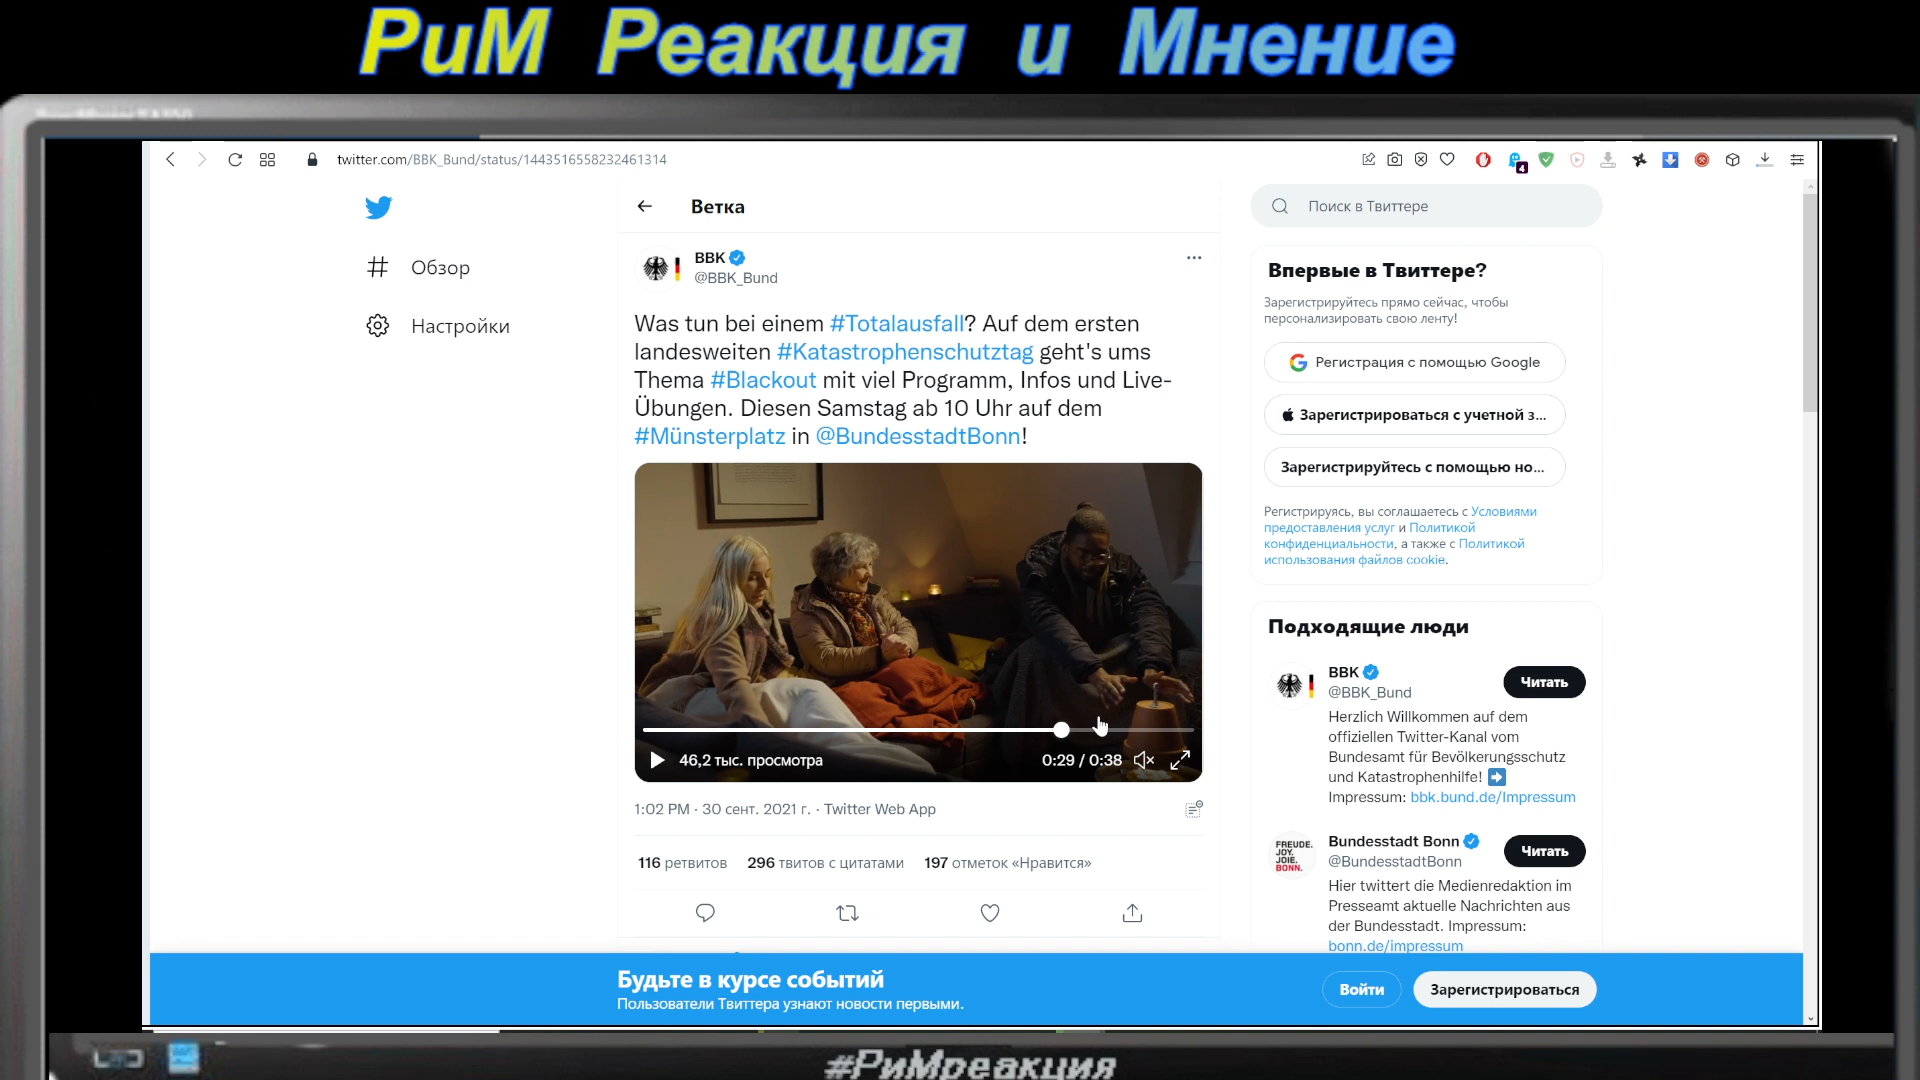 РиМ Реакция и Мнение
twitter.com/BBK_Bund/status/1443516558232461314
4
Обзор
Настройки
Ветка
BBK
@BBK_Bund
Was tun bei einem #Totalausfall? Auf dem ersten
landesweiten #Katastrophenschutztag geht's ums
Thema #Blackout mit viel Programm, Infos und Live-
Übungen. Diesen Samstag ab 10 Uhr auf dem
#Münsterplatz in @BundesstadtBonn!
46,2 тыс. просмотра
0:29 / 0:38
1:02 PM · 30 сент. 2021 г. · Twitter Web App
116 ретвитов 296 твитов с цитатами 197 отметок «Нравится»
Поиск в Твиттере
Впервые в Твиттере?
Зарегистрируйтесь прямо сейчас, чтобы
персонализировать свою ленту!
Регистрация с помощью Google
Зарегистрироваться с учетной з...
Зарегистрируйтесь с помощью но...
Регистрируясь, вы соглашаетесь с Условиями
предоставления услуг и Политикой
конфиденциальности, а также с Политикой
использования файлов cookie.
Подходящие люди
BBK
@BBK_Bund
Читать
Herzlich Willkommen auf dem
offiziellen Twitter-Kanal vom
Bundesamt für Bevölkerungsschutz
und Katastrophenhilfe! ➡
Impressum: bbk.bund.de/Impressum
FREUDE.
JOY.
JOIE.
BONN.
Bundesstadt Bonn
@BundesstadtBonn
Читать
Hier twittert die Medienredaktion im
Presseamt aktuelle Nachrichten aus
der Bundesstadt. Impressum:
bonn.de/impressum
Будьте в курсе событий
Пользователи Твиттера узнают новости первыми.
Войти
Зарегистрироваться
#РиМреакция